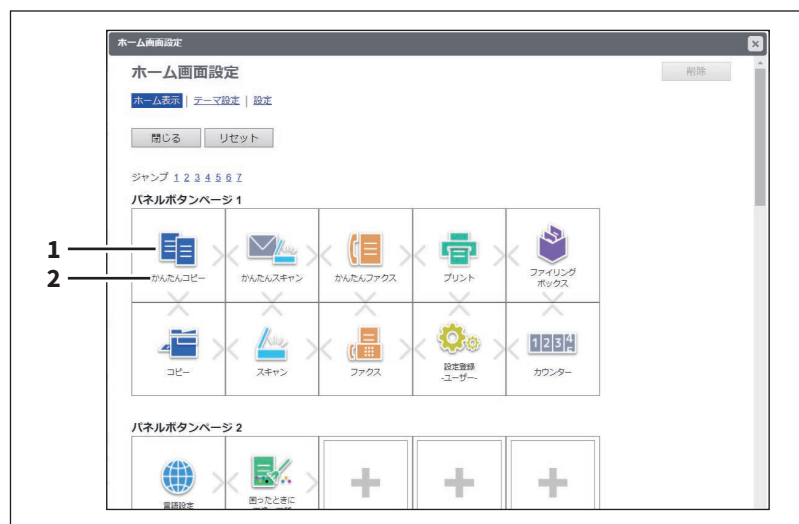 ホーム画面設定
ホーム画面設定
削除
ホーム表示 | テーマ設定 | 設定
閉じる リセット
ジャンプ 1 2 3 4 5 6 7
パネルボタンページ 1
1
2
かんたんコピー かんたんスキャン かんたんファクス プリント ファイリング
ボックス
1 2 3 4
コピー スキャン ファクス 設定登録 カウンター
-ユーザー-
パネルボタンページ 2
言語設定 困ったときに